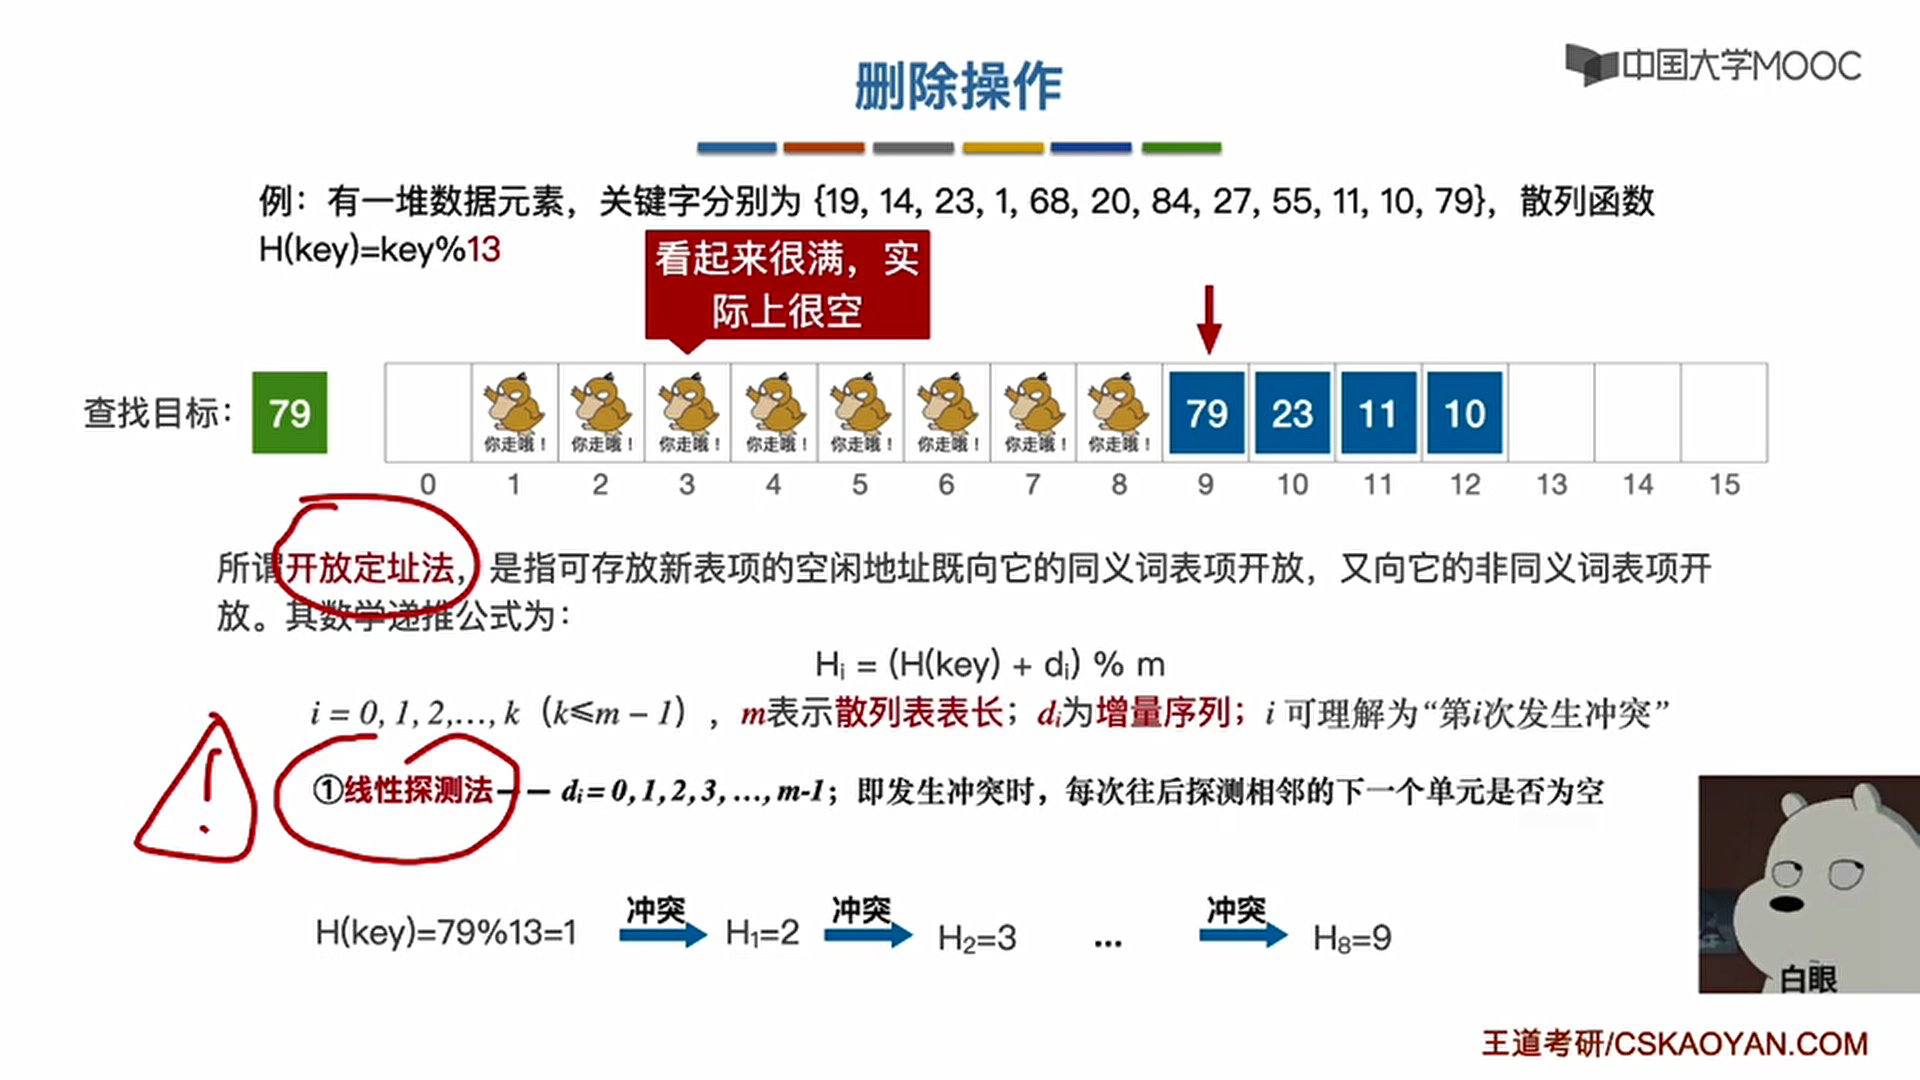 中国大学MOOC
删除操作
例：有一堆数据元素，关键字分别为 {19, 14, 23, 1, 68, 20, 84, 27, 55, 11, 10, 79}，散列函数
H(key)=key%13
看起来很满，实
际上很空
查找目标： 79
79 23 11 10
你走哦！ 你走哦！ 你走哦！ 你走哦！ 你走哦！ 你走哦！ 你走哦！ 你走哦！
0 1 2 3 4 5 6 7 8 9 10 11 12 13 14 15
所谓开放定址法，是指可存放新表项的空闲地址既向它的同义词表项开放，又向它的非同义词表项开
放。其数学递推公式为：
Hi = (H(key) + di) % m
i = 0, 1, 2,…, k（k≤m – 1），m表示散列表表长；di为增量序列；i 可理解为“第i次发生冲突”
①线性探测法—— di = 0, 1, 2, 3, …, m-1；即发生冲突时，每次往后探测相邻的下一个单元是否为空
冲突 冲突 冲突
H(key)=79%13=1 H1=2 H2=3 ... H8=9
白眼
王道考研/CSKAOYAN.COM